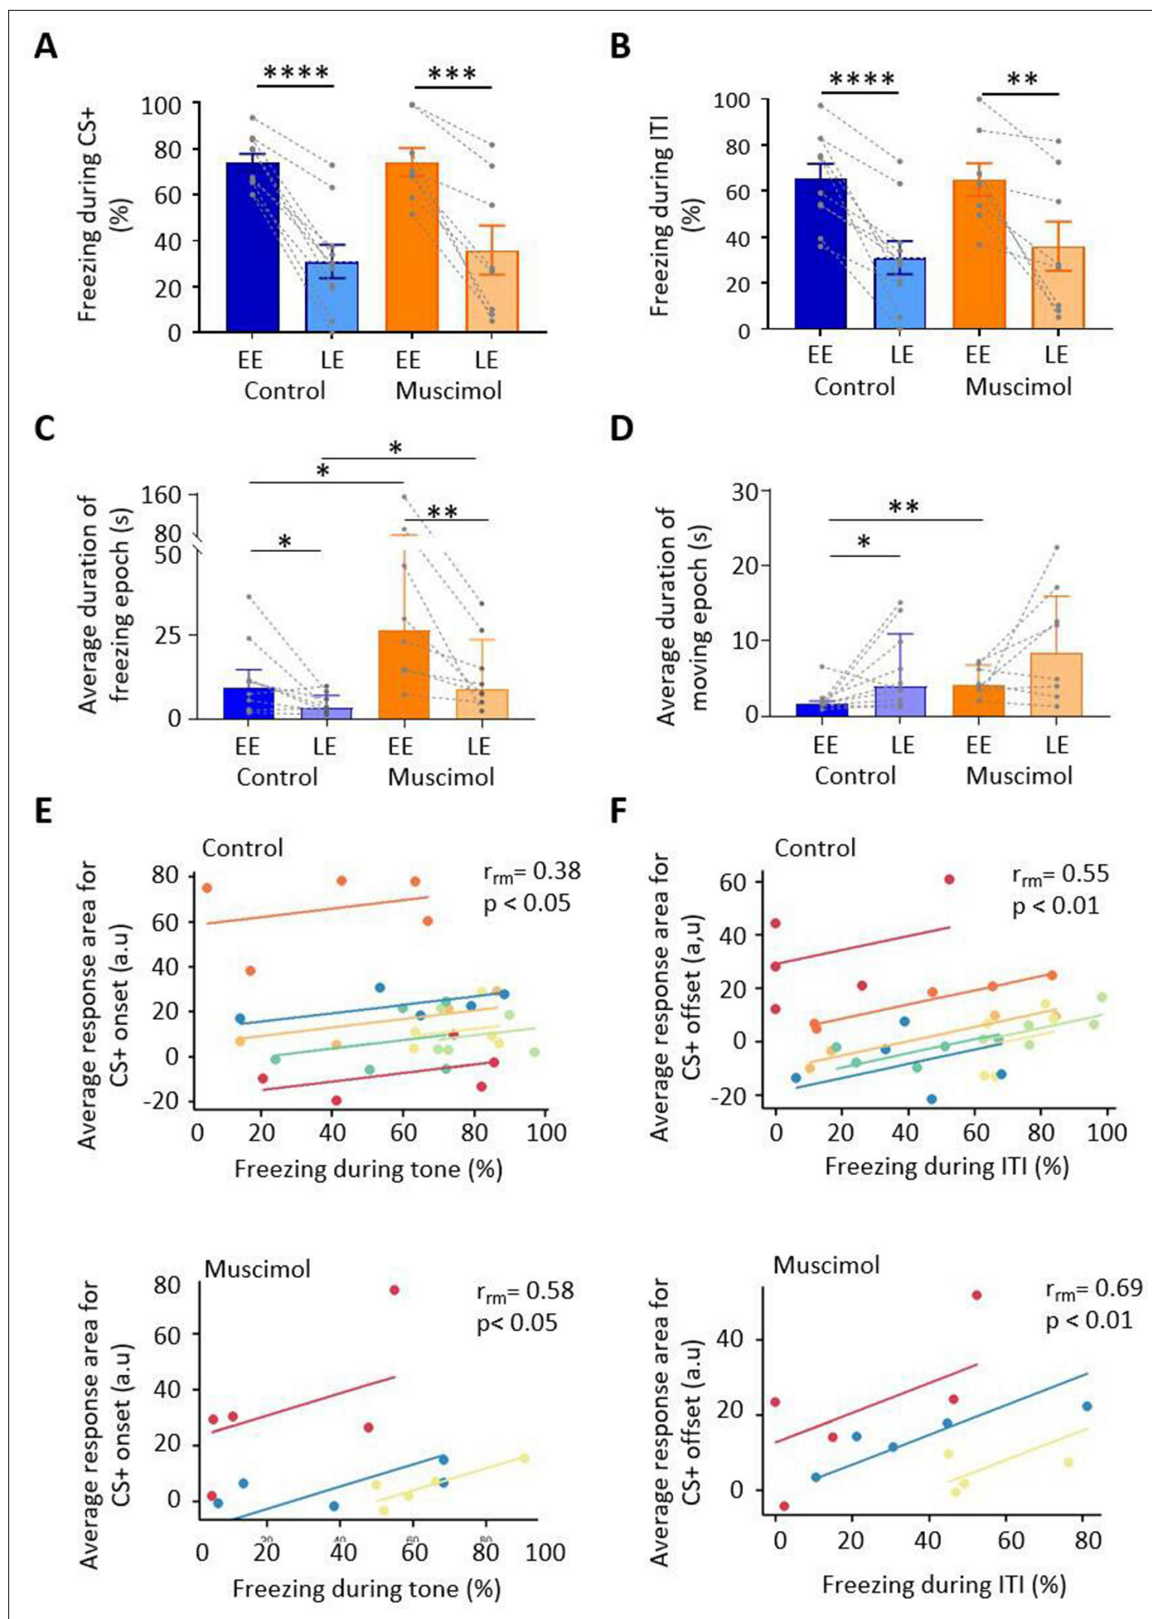 A
Freezing during CS+
(%)
100
80
60
40
20
0
****
***
EE
LE
EE
LE
Control
Muscimol
B
Freezing during ITI
(%)
100
80
60
40
20
0
****
**
EE
LE
EE
LE
Control
Muscimol
C
Average duration of
freezing epoch (s)
160
80
50
25
0
*
*
*
**
EE
LE
EE
LE
Control
Muscimol
D
Average duration of
moving epoch (s)
30
20
10
0
**
*
EE
LE
EE
LE
Control
Muscimol
E
Control
rrm= 0.38
p < 0.05
Average response area for
CS+ onset (a.u)
80
60
40
20
0
-20
0 20 40 60 80 100
Freezing during tone (%)
F
Control
rrm= 0.55
p < 0.01
Average response area for
CS+ offset (a,u)
60
40
20
0
-20
0 20 40 60 80 100
Freezing during ITI (%)
Muscimol
rrm= 0.58
p< 0.05
Average response area for
CS+ onset (a.u)
80
60
40
20
0
20 40 60 80
0 20 40 60 80 100
Freezing during tone (%)
Muscimol
rrm= 0.69
p < 0.01
Average response area for
CS+ offset (a.u)
40
20
0
0 20 40 60 80
Freezing during ITI (%)